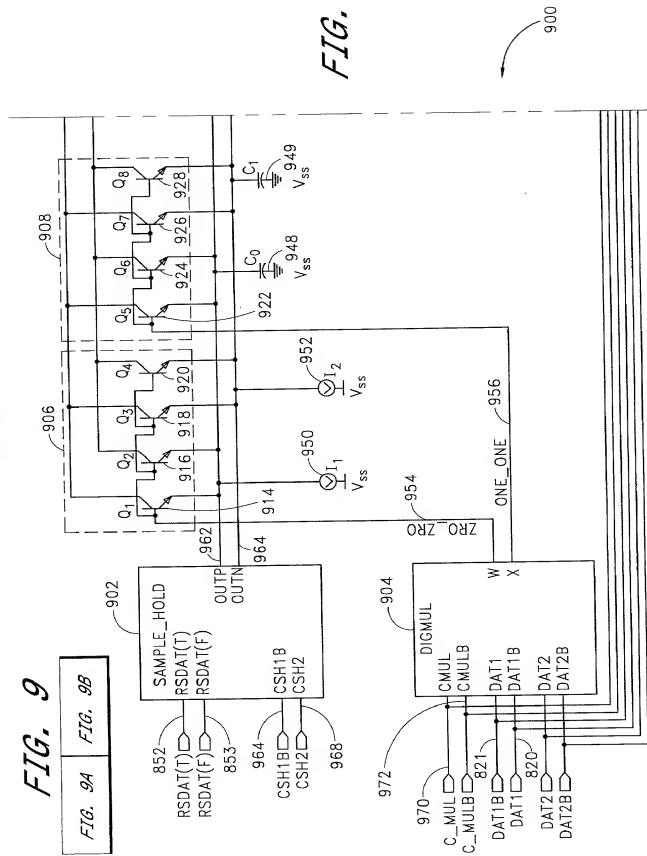 FIG. 9
FIG. 9A
FIG. 9B
FIG.
900
906
908
Q1
Q2
Q3
Q4
Q5
Q6
Q7
Q8
914
916
918
920
922
924
926
928
C0
948
VSS
C1
949
VSS
950
I1
VSS
952
I2
VSS
902
SAMPLE_HOLD
RSDAT(T)
RSDAT(F)
CSH1B
CSH2
OUTP
OUTN
962
964
RSDAT(T)
RSDAT(F)
852
853
CSH1B
CSH2
964
968
954
ZRO_ZRO
ONE_ONE
956
904
DIGMUL
CMUL
CMULB
DAT1
DAT1B
DAT2
DAT2B
W
X
970
972
821
820
C_MUL
C_MULB
DAT1B
DAT1
DAT2
DAT2B